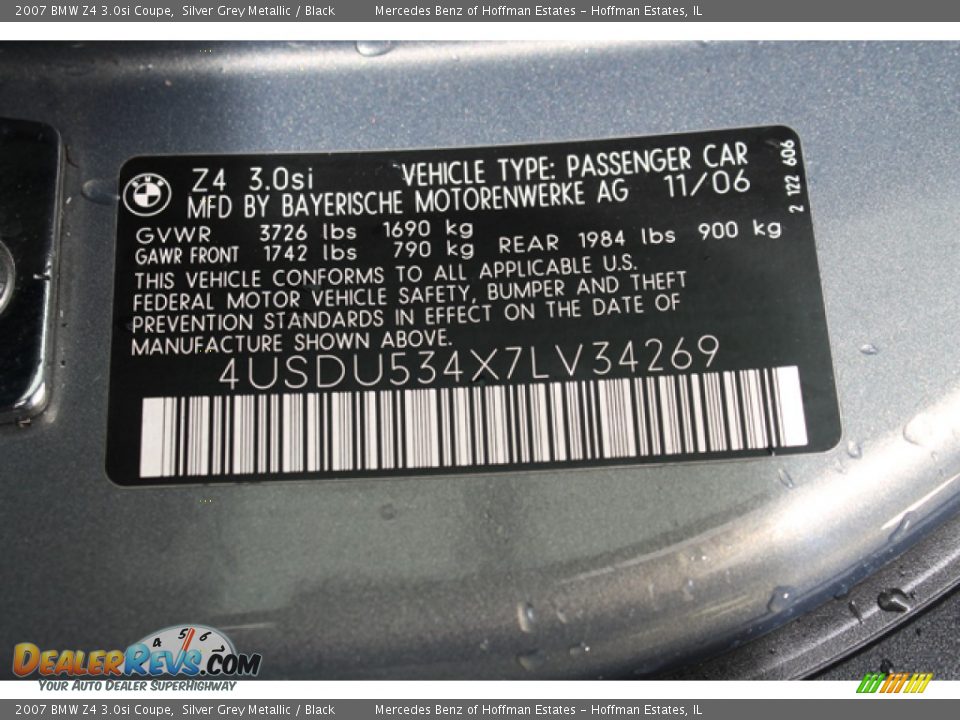 2007 BMW Z4 3.0si Coupe, Silver Grey Metallic / Black Mercedes Benz of Hoffman Estates - Hoffman Estates, IL
Z4 3.0si VEHICLE TYPE: PASSENGER CAR
MFD BY BAYERISCHE MOTORENWERKE AG 11/06
2 122 606
GVWR 3726 lbs 1690 kg
GAWR FRONT 1742 lbs 790 kg REAR 1984 lbs 900 kg
THIS VEHICLE CONFORMS TO ALL APPLICABLE U.S.
FEDERAL MOTOR VEHICLE SAFETY, BUMPER AND THEFT
PREVENTION STANDARDS IN EFFECT ON THE DATE OF
MANUFACTURE SHOWN ABOVE.
4USDU534X7LV34269
4 5 6
DEALERREVS.COM
YOUR AUTO DEALER SUPERHIGHWAY
2007 BMW Z4 3.0si Coupe, Silver Grey Metallic / Black Mercedes Benz of Hoffman Estates - Hoffman Estates, IL